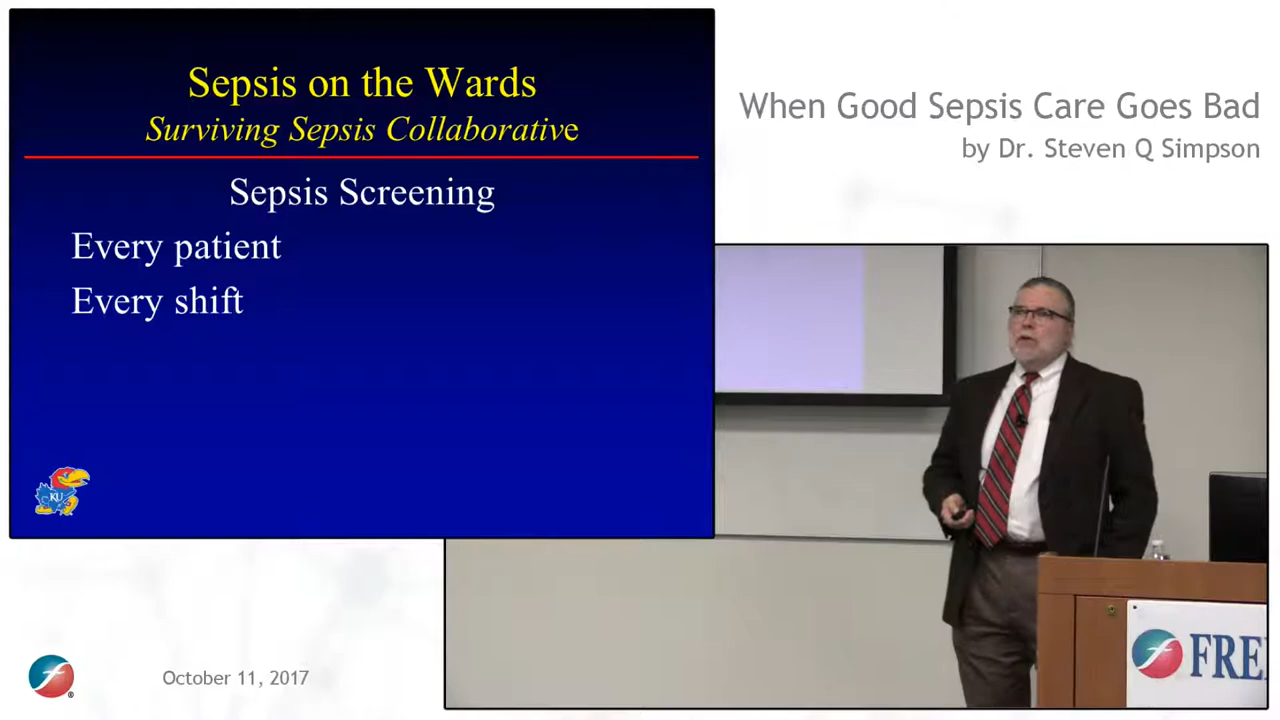 Sepsis on the Wards
Surviving Sepsis Collaborative
Sepsis Screening
Every patient
Every shift
KU
When Good Sepsis Care Goes Bad
by Dr. Steven Q Simpson
October 11, 2017
®
FRE